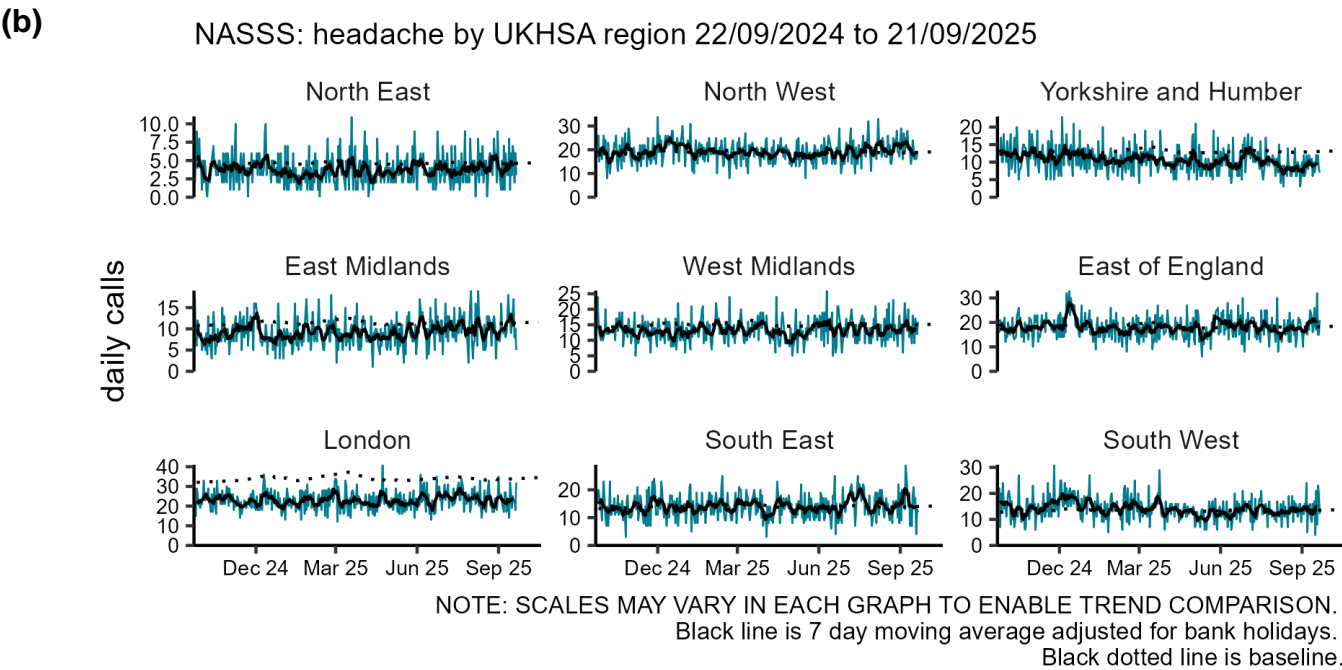 (b)
NASSS: headache by UKHSA region 22/09/2024 to 21/09/2025
North East North West Yorkshire and Humber
10.0 7.5 5.0 2.5 0.0
30 20 10 0
20 15 10 5 0
daily calls
East Midlands West Midlands East of England
15 10 5 0
25 20 15 10 5 0
30 20 10 0
London South East South West
40 30 20 10 0
20 10 0
30 20 10 0
Dec 24 Mar 25 Jun 25 Sep 25 Dec 24 Mar 25 Jun 25 Sep 25 Dec 24 Mar 25 Jun 25 Sep 25
NOTE: SCALES MAY VARY IN EACH GRAPH TO ENABLE TREND COMPARISON.
Black line is 7 day moving average adjusted for bank holidays.
Black dotted line is baseline.